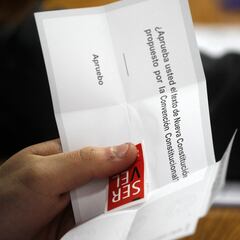 ¿Aprueba usted el texto de Nueva Constitución
propuesto por la Convención Constitucional?
Apruebo
SER
VEL